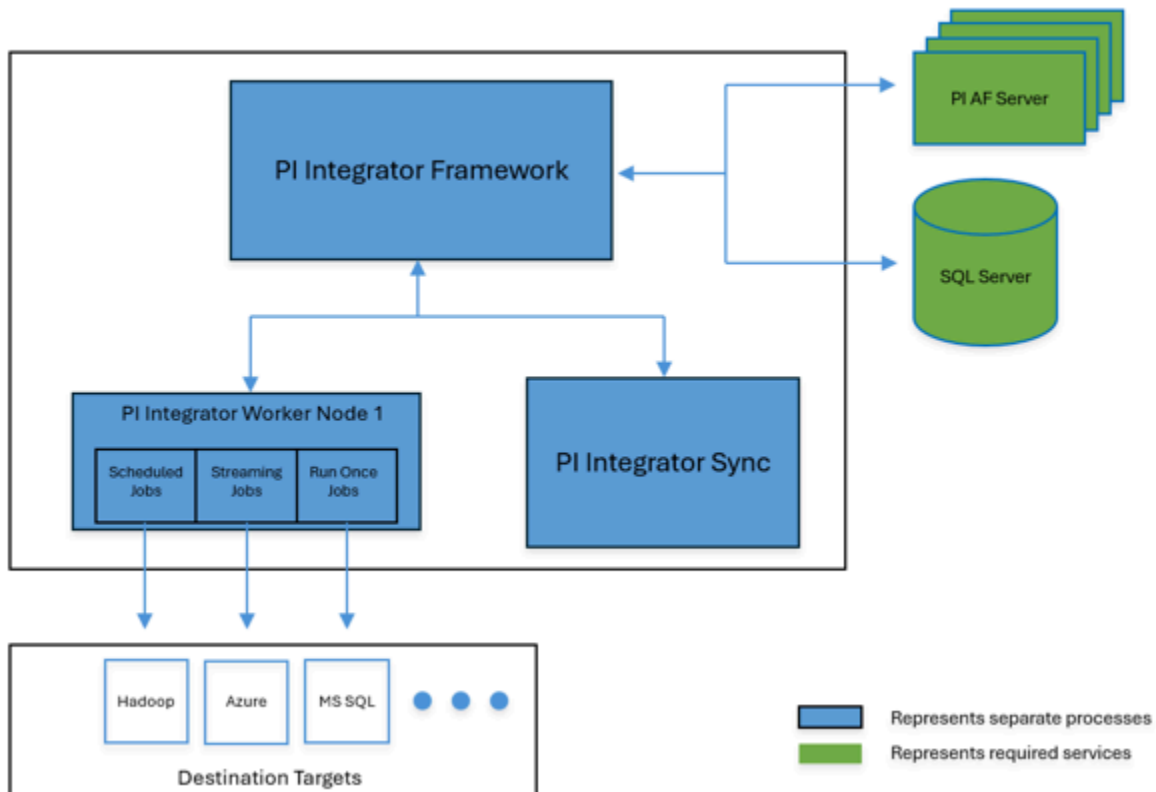 PI AF Server
PI Integrator Framework
SQL Server
PI Integrator Worker Node 1
Scheduled
Jobs
Streaming
Jobs
Run Once
Jobs
PI Integrator Sync
Hadoop
Azure
MS SQL
Destination Targets
Represents separate processes
Represents required services